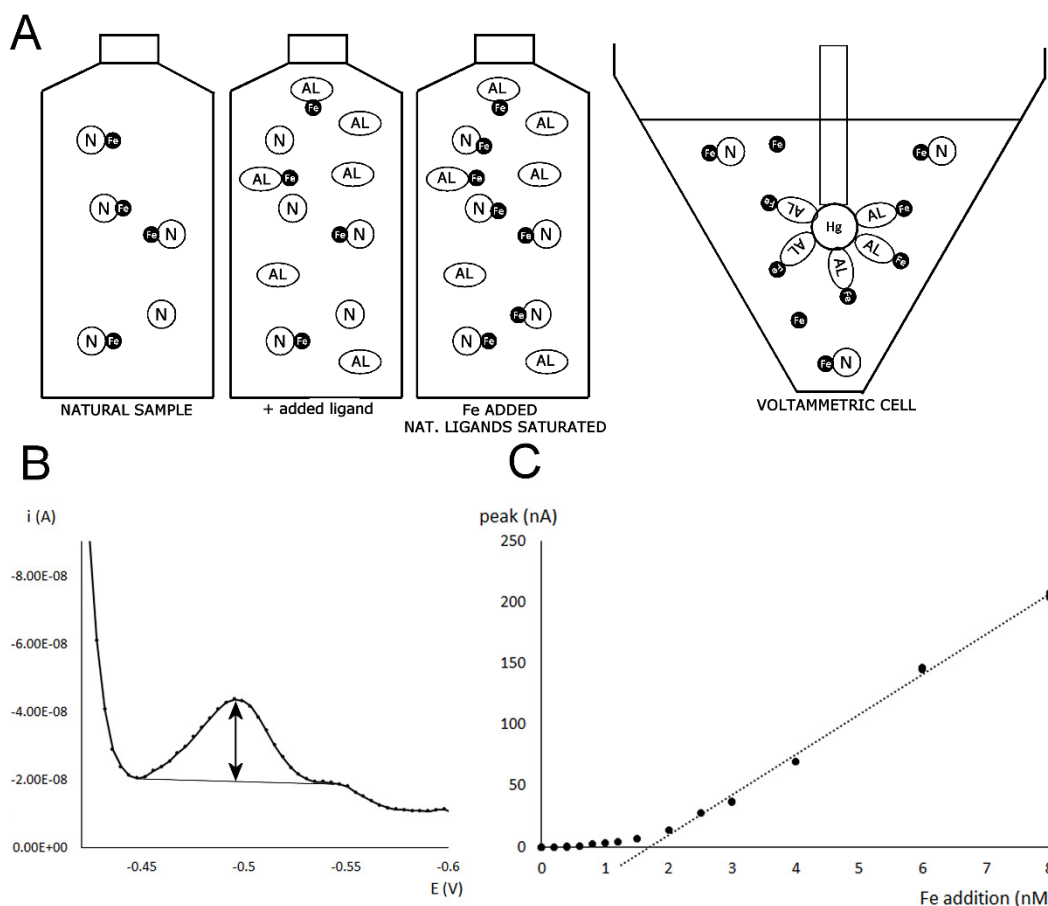 A
N Fe
N Fe
Fe N
N
N Fe
NATURAL SAMPLE
AL
Fe
AL
N
AL Fe
AL
N
Fe N
AL
N
N Fe
AL
+ added ligand
AL
Fe
AL
N Fe
AL Fe
AL
N Fe
Fe N
AL
Fe N
N Fe
AL
Fe ADDED
NAT. LIGANDS SATURATED
Fe N
Fe
Fe N
Fe AL
AL Fe
Hg
Fe AL
AL Fe
AL
Fe
Fe
Fe N
VOLTAMMETRIC CELL
B
i (A)
-8.00E-08
-6.00E-08
-4.00E-08
-2.00E-08
0.00E+00
-0.45
-0.5
-0.55
-0.6
E (V)
C
peak (nA)
250
200
150
100
50
0
0 1 2 3 4 5 6 7 8
Fe addition (nM